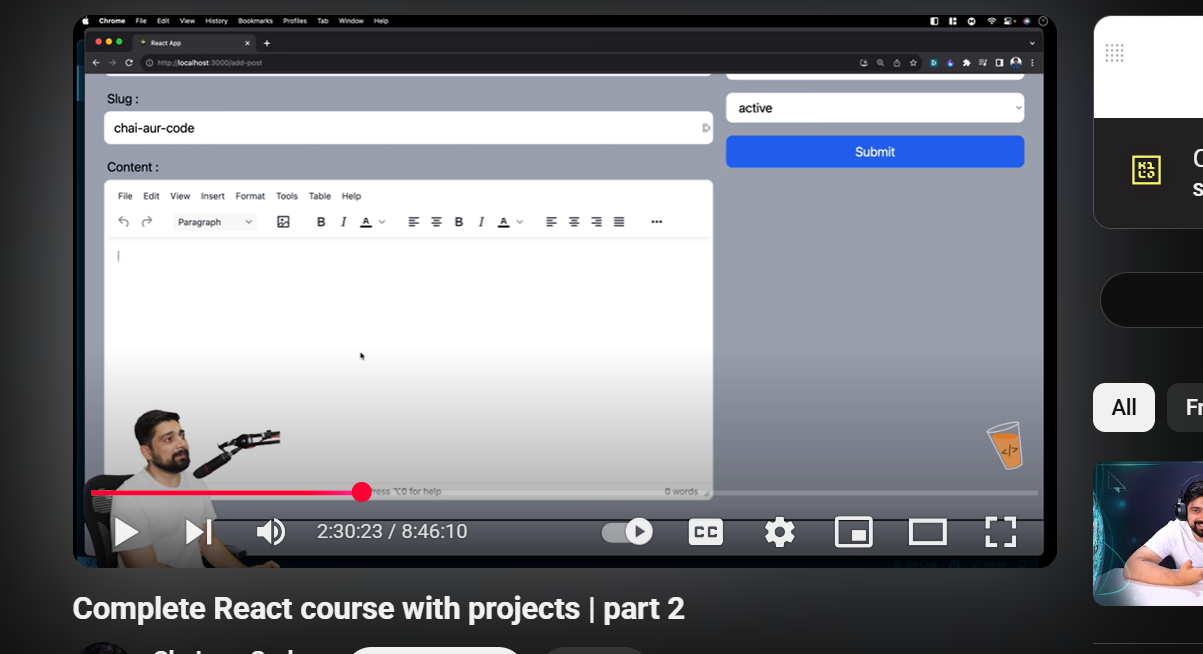 Chrome File Edit View History Bookmarks Profiles Tab Window Help
React App
http://localhost:3000/add-post
Slug :
chai-aur-code
active
Submit
Content :
File Edit View Insert Format Tools Table Help
Paragraph
B I A B I A
ress ⌥0 for help
0 words
</>
2:30:23 / 8:46:10
CC
Complete React course with projects | part 2
All
Fr